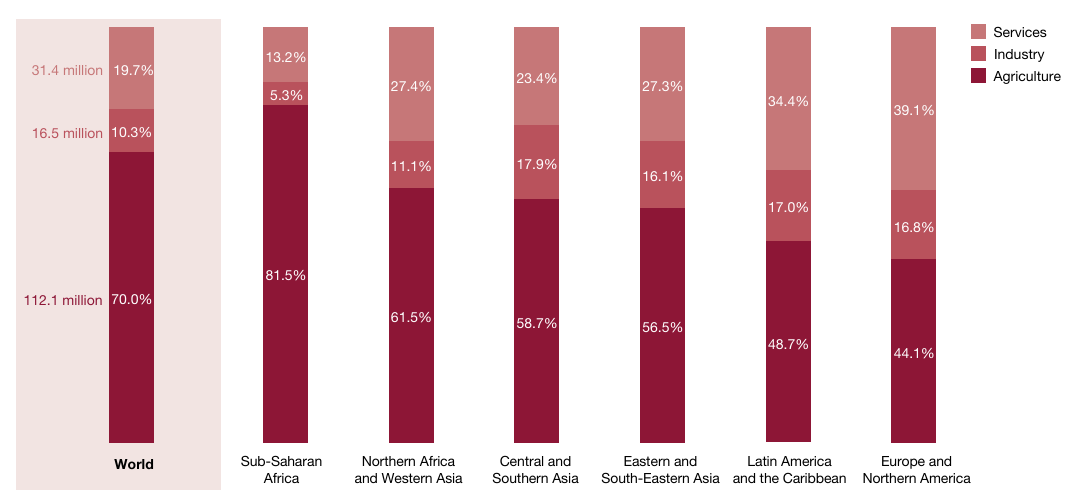 Services
Industry
Agriculture
31.4 million
19.7%
16.5 million
10.3%
112.1 million
70.0%
World
13.2%
5.3%
81.5%
Sub-Saharan
Africa
27.4%
11.1%
61.5%
Northern Africa
and Western Asia
23.4%
17.9%
58.7%
Central and
Southern Asia
27.3%
16.1%
56.5%
Eastern and
South-Eastern Asia
34.4%
17.0%
48.7%
Latin America
and the Caribbean
39.1%
16.8%
44.1%
Europe and
Northern America